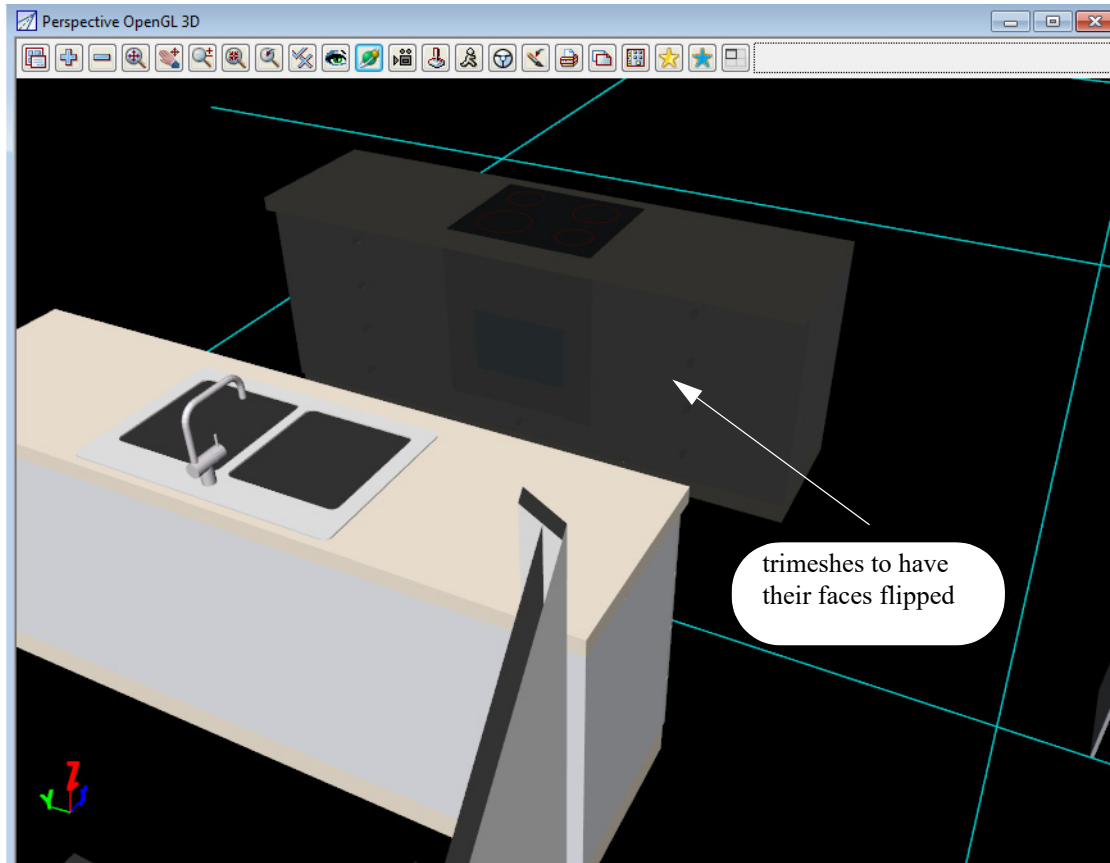 Perspective OpenGL 3D
trimeshes to have
their faces flipped
Z
Y